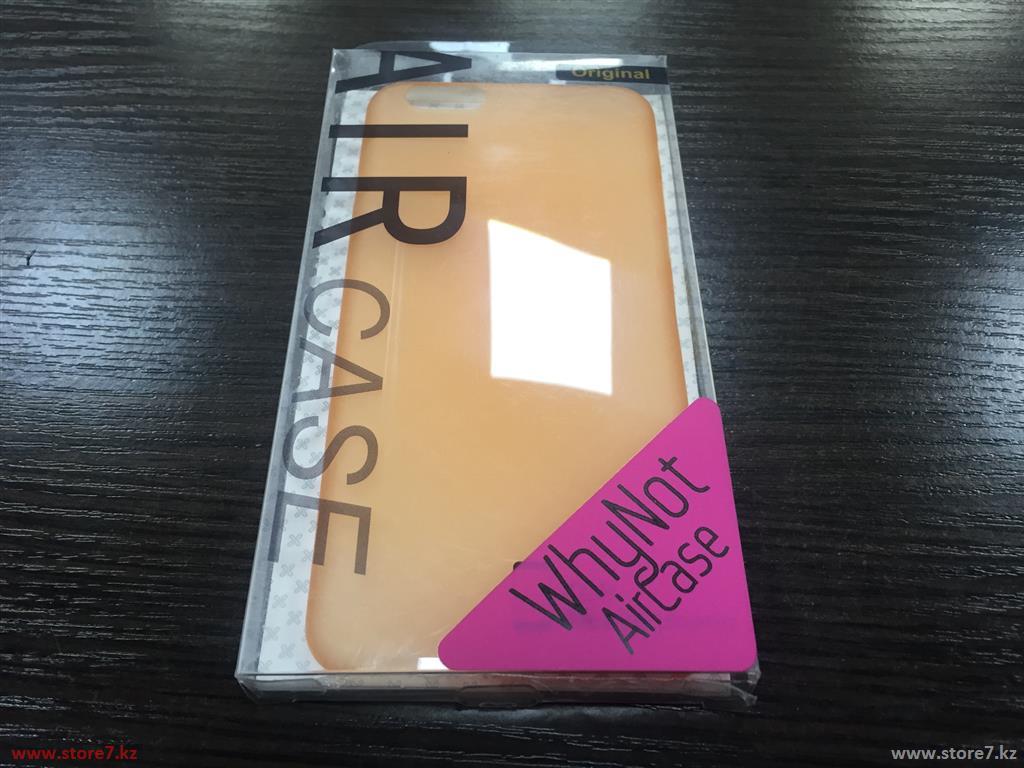 Original
AIR CASE
WhyNot
AirCase
www.store7.kz
www.store7.kz